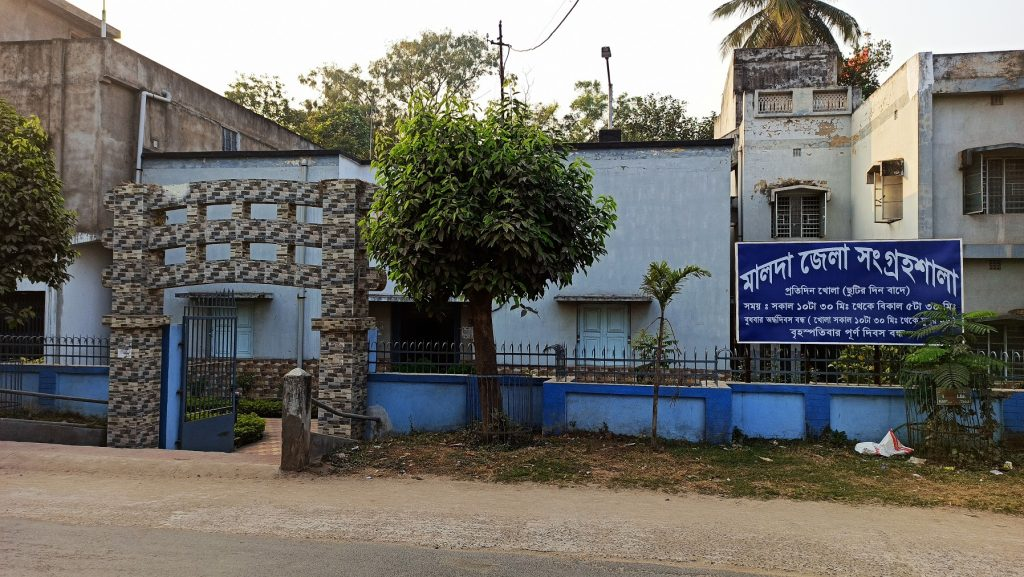 মালদা জেলা সংগ্রহশালা
প্রতিদিন খোলা (ছুটির দিন বাদে)
সময় : সকাল ১০টা ৩০ মিঃ থেকে বিকাল ৫টা ৩০ মিঃ
বুধবার অর্ধদিবস বন্ধ ( খোলা সকাল ১০টা ৩০ মিঃ থেকে
বৃহস্পতিবার পূর্ণ দিবস বন্ধ